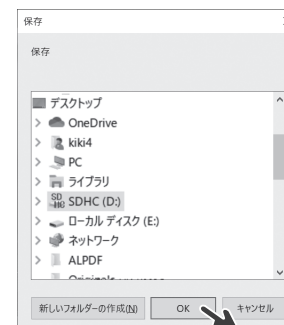 保存
保存
デスクトップ
OneDrive
kiki4
PC
ライブラリ
SDHC (D:)
ローカル ディスク (E:)
ネットワーク
ALPDF
新しいフォルダーの作成(N)
OK
キャンセル